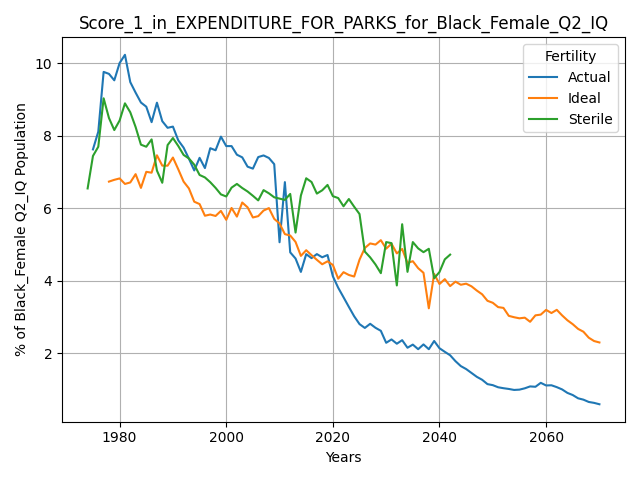 Score_1_in_EXPENDITURE_FOR_PARKS_for_Black_Female_Q2_IQ
% of Black_Female Q2_IQ Population
10
8
6
4
2
Fertility
Actual
Ideal
Sterile
1980 2000 2020 2040 2060
Years